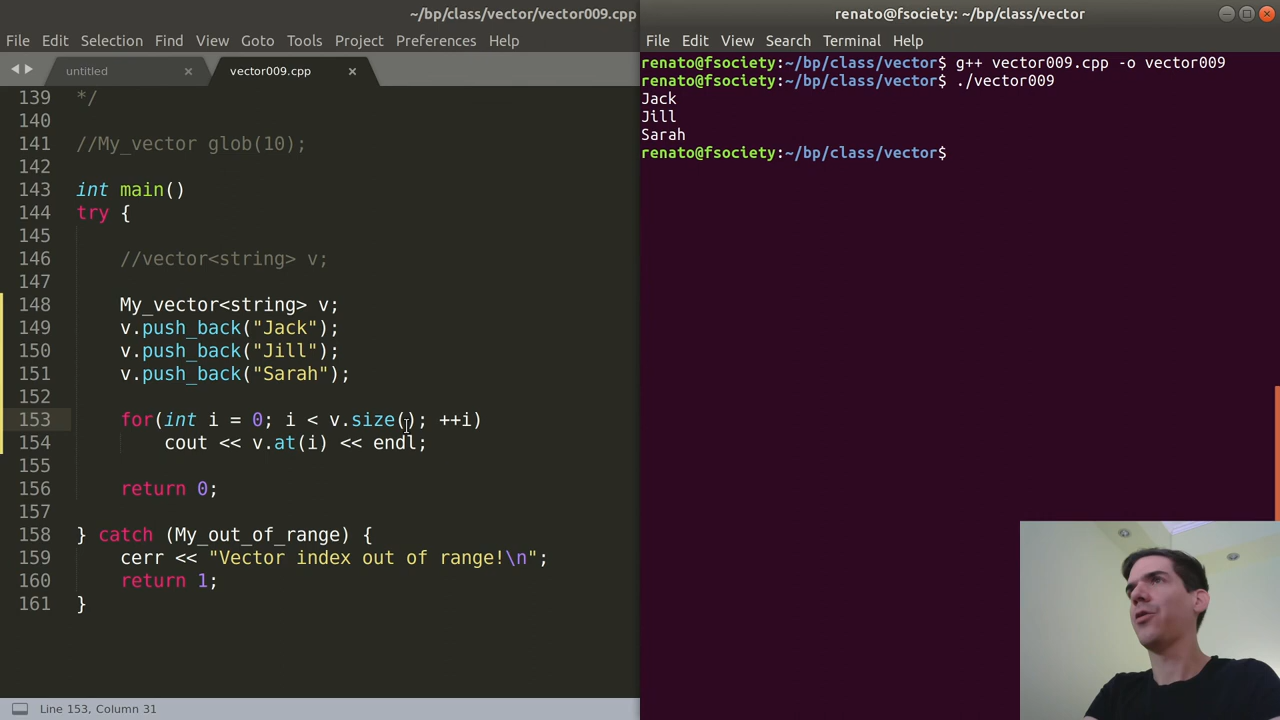 ~/bp/class/vector/vector009.cpp
File Edit Selection Find View Goto Tools Project Preferences Help
untitled × vector009.cpp ×
139 */
140
141 //My_vector glob(10);
142
143 int main()
144 try {
145
146 //vector<string> v;
147
148 My_vector<string> v;
149 v.push_back("Jack");
150 v.push_back("Jill");
151 v.push_back("Sarah");
152
153 for(int i = 0; i < v.size(); ++i)
154 cout << v.at(i) << endl;
155
156 return 0;
157
158 } catch (My_out_of_range) {
159 cerr << "Vector index out of range!\n";
160 return 1;
161 }
Line 153, Column 31
renato@fsociety: ~/bp/class/vector
File Edit View Search Terminal Help
renato@fsociety:~/bp/class/vector$ g++ vector009.cpp -o vector009
renato@fsociety:~/bp/class/vector$ ./vector009
Jack
Jill
Sarah
renato@fsociety:~/bp/class/vector$